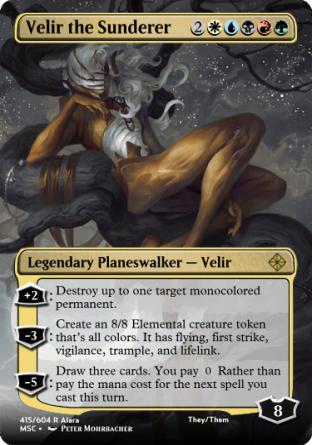 Velir the Sunderer 2
Legendary Planeswalker — Velir
+2 : Destroy up to one target monocolored
permanent.
-3 : Create an 8/8 Elemental creature token
that's all colors. It has flying, first strike,
vigilance, trample, and lifelink.
-5 : Draw three cards. You pay 0 Rather than
pay the mana cost for the next spell you
cast this turn.
8
415/604 R Alara They/Them
MSC • PETER MOHRBACHER